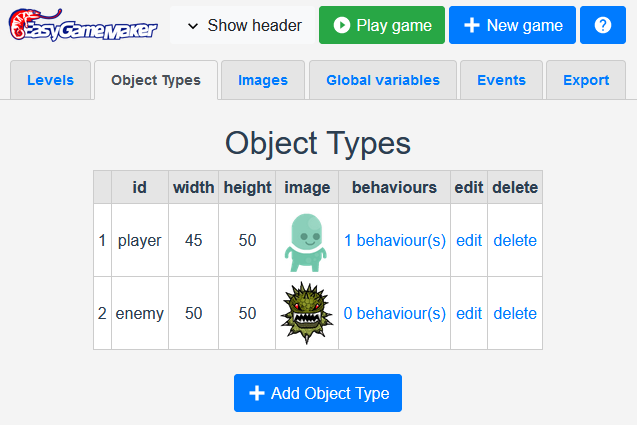 EasyGameMaker Show header Play game New game
Levels Object Types Images Global variables Events Export
Object Types
id width height image behaviours edit delete
1 player 45 50 1 behaviour(s) edit delete
2 enemy 50 50 0 behaviour(s) edit delete
Add Object Type